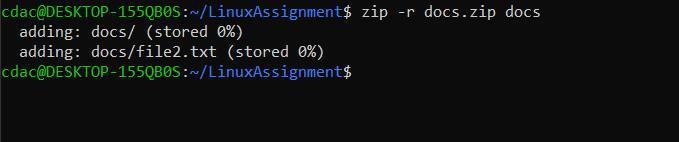 cdac@DESKTOP-155QB0S:~/LinuxAssignment$ zip -r docs.zip docs
  adding: docs/ (stored 0%)
  adding: docs/file2.txt (stored 0%)
cdac@DESKTOP-155QB0S:~/LinuxAssignment$